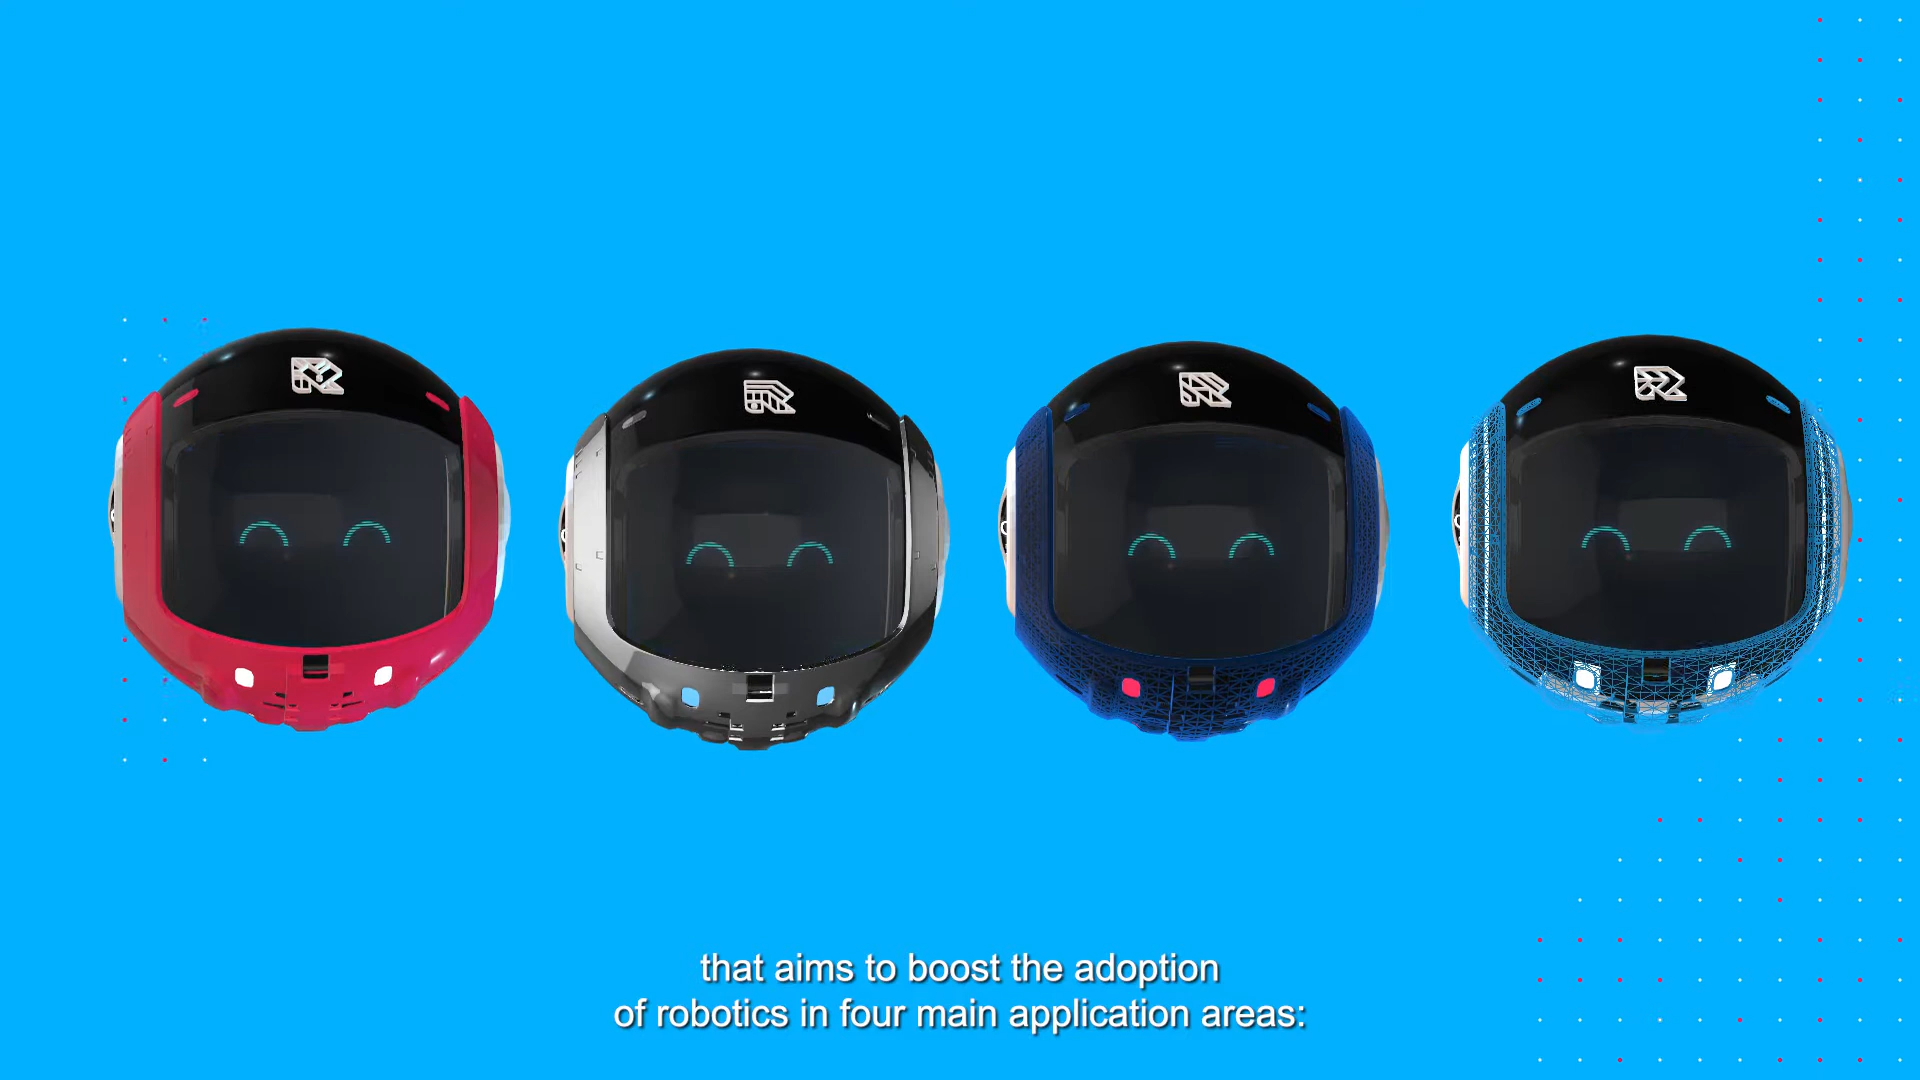 that aims to boost the adoption
of robotics in four main application areas: